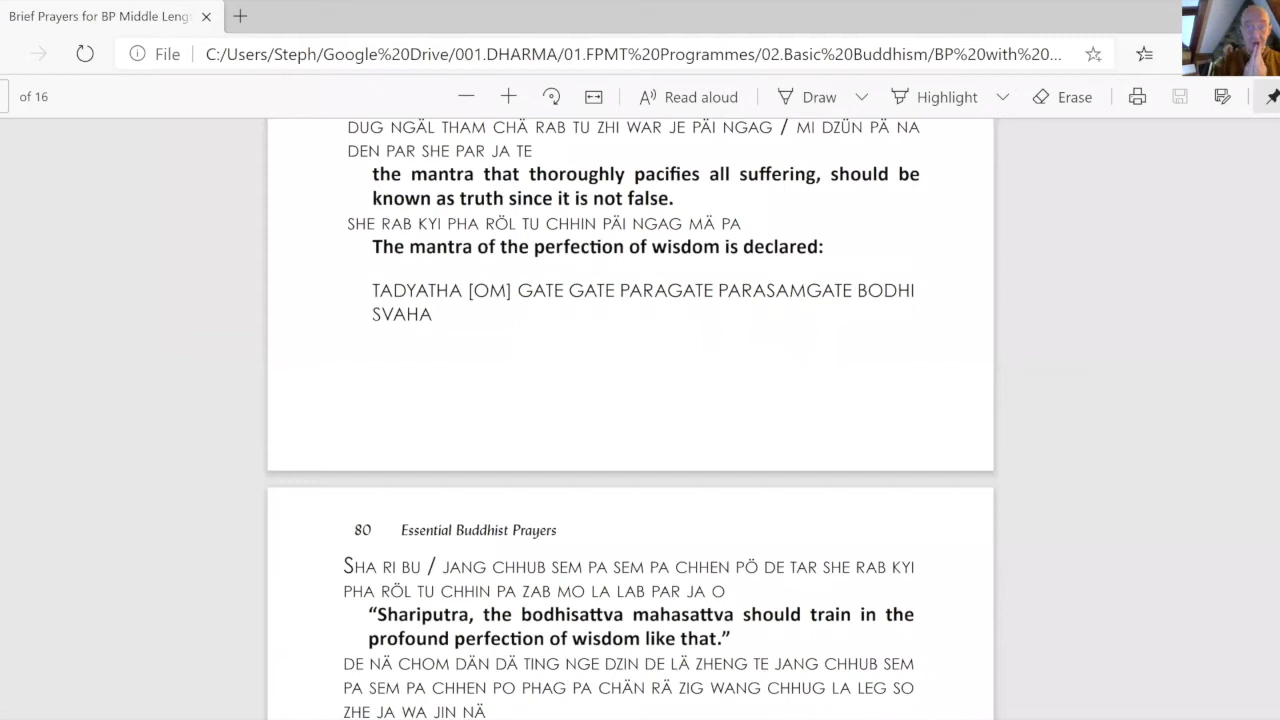 Brief Prayers for BP Middle Leng
File C:/Users/Steph/Google%20Drive/001.DHARMA/01.FPMT%20Programmes/02.Basic%20Buddhism/BP%20with%20...
of 16 Read aloud Draw Highlight Erase
DUG NGÄL THAM CHÄ RAB TU ZHI WAR JE PÄI NGAG / MI DZÜN PÄ NA
DEN PAR SHE PAR JA TE
the mantra that thoroughly pacifies all suffering, should be
known as truth since it is not false.
SHE RAB KYI PHA RÖL TU CHHIN PÄI NGAG MÄ PA
The mantra of the perfection of wisdom is declared:
TADYATHA [OM] GATE GATE PARAGATE PARASAMGATE BODHI
SVAHA
80 Essential Buddhist Prayers
SHA RI BU / JANG CHHUB SEM PA SEM PA CHHEN PÖ DE TAR SHE RAB KYI
PHA RÖL TU CHHIN PA ZAB MO LA LAB PAR JA O
“Shariputra, the bodhisattva mahasattva should train in the
profound perfection of wisdom like that.”
DE NÄ CHOM DÄN DÄ TING NGE DZIN DE LÄ ZHENG TE JANG CHHUB SEM
PA SEM PA CHHEN PO PHAG PA CHÄN RÄ ZIG WANG CHHUG LA LEG SO
ZHE JA WA JIN NÄ